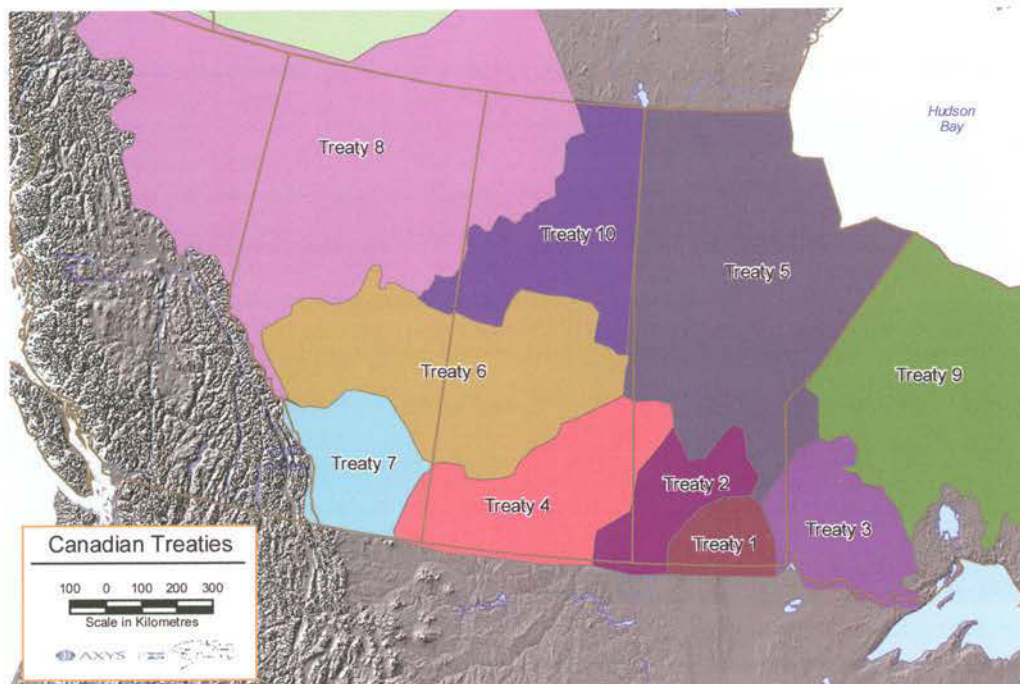 Hudson
Bay
Treaty 8
Treaty 10
Treaty 5
Treaty 6
Treaty 9
Treaty 7
Treaty 4
Treaty 2
Treaty 1
Treaty 3
Canadian Treaties
100 0 100 200 300
Scale in Kilometres
AXYS